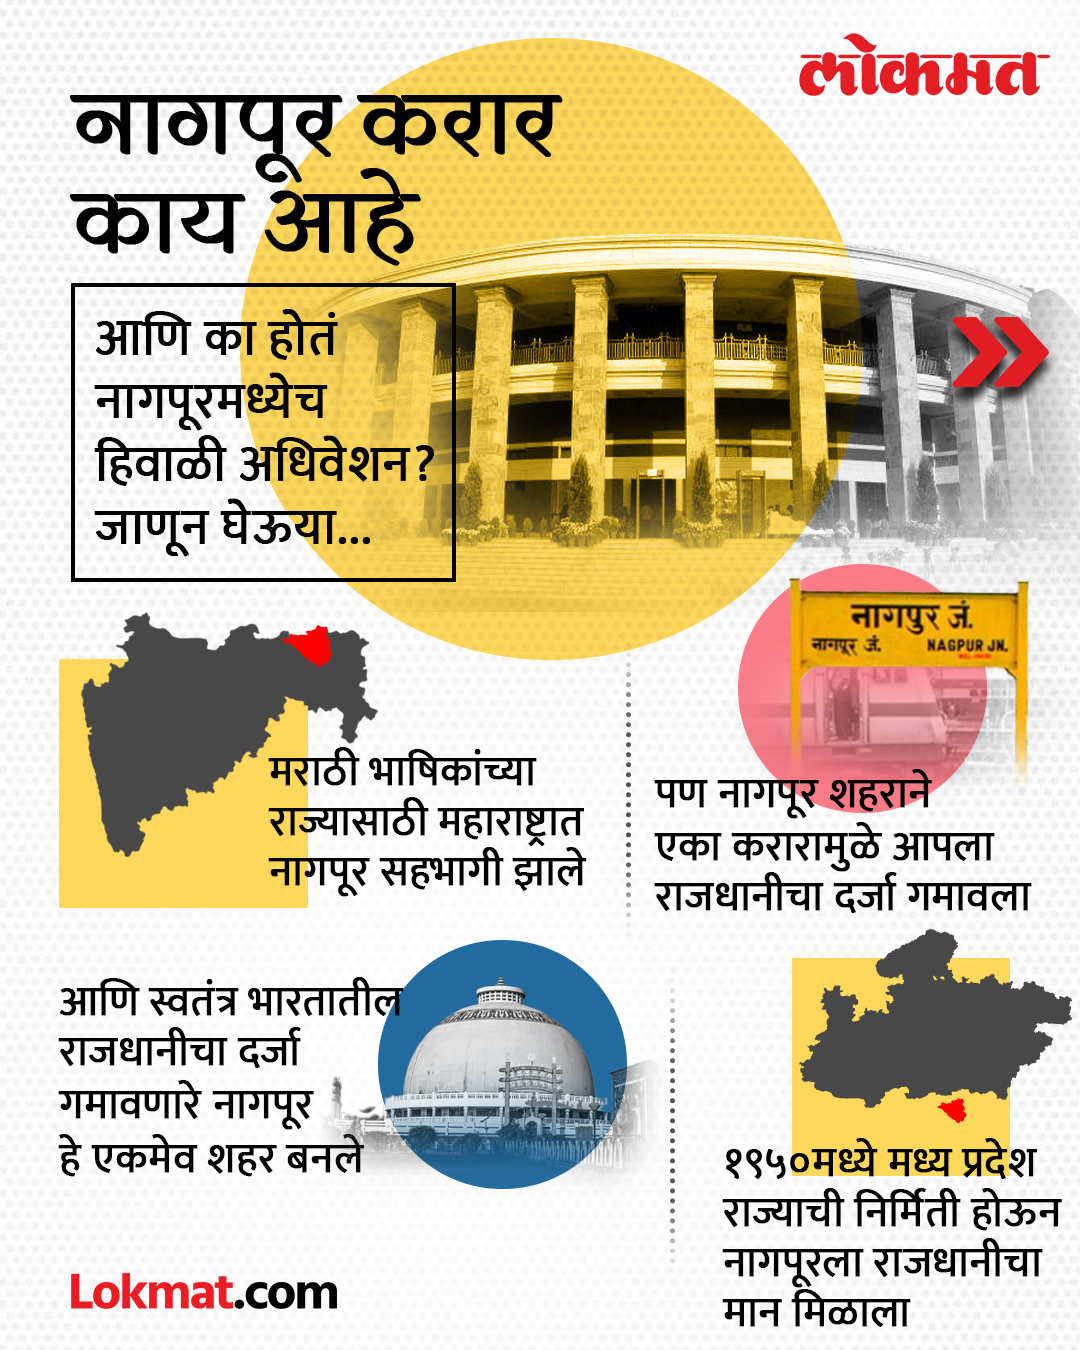 लोकमत
नागपूर करार
काय आहे
आणि का होतं
नागपूरमध्येच
हिवाळी अधिवेशन?
जाणून घेऊया...
नागपुर जं.
नागपूर जं. NAGPUR JN.
मराठी भाषिकांच्या
राज्यासाठी महाराष्ट्रात
नागपूर सहभागी झाले
पण नागपूर शहराने
एका करारामुळे आपला
राजधानीचा दर्जा गमावला
आणि स्वतंत्र भारतातील
राजधानीचा दर्जा
गमावणारे नागपूर
हे एकमेव शहर बनले
१९५०मध्ये मध्य प्रदेश
राज्याची निर्मिती होऊन
नागपूरला राजधानीचा
मान मिळाला
Lokmat.com